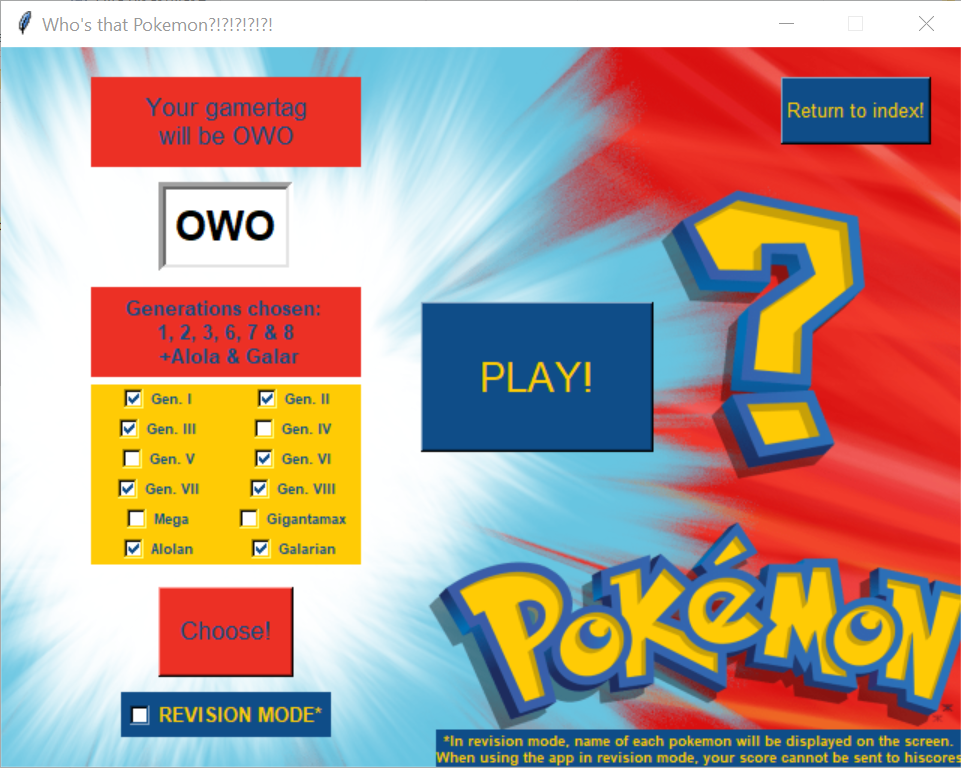 Who's that Pokemon?!?!?!?!?!
Your gamertag
will be OWO
Return to index!
OWO
Generations chosen:
1, 2, 3, 6, 7 & 8
+Alola & Galar
PLAY!
Gen. I Gen. II
Gen. III Gen. IV
Gen. V Gen. VI
Gen. VII Gen. VIII
Mega Gigantamax
Alolan Galarian
?
POKéMON
Choose!
REVISION MODE*
*In revision mode, name of each pokemon will be displayed on the screen.
When using the app in revision mode, your score cannot be sent to hiscores